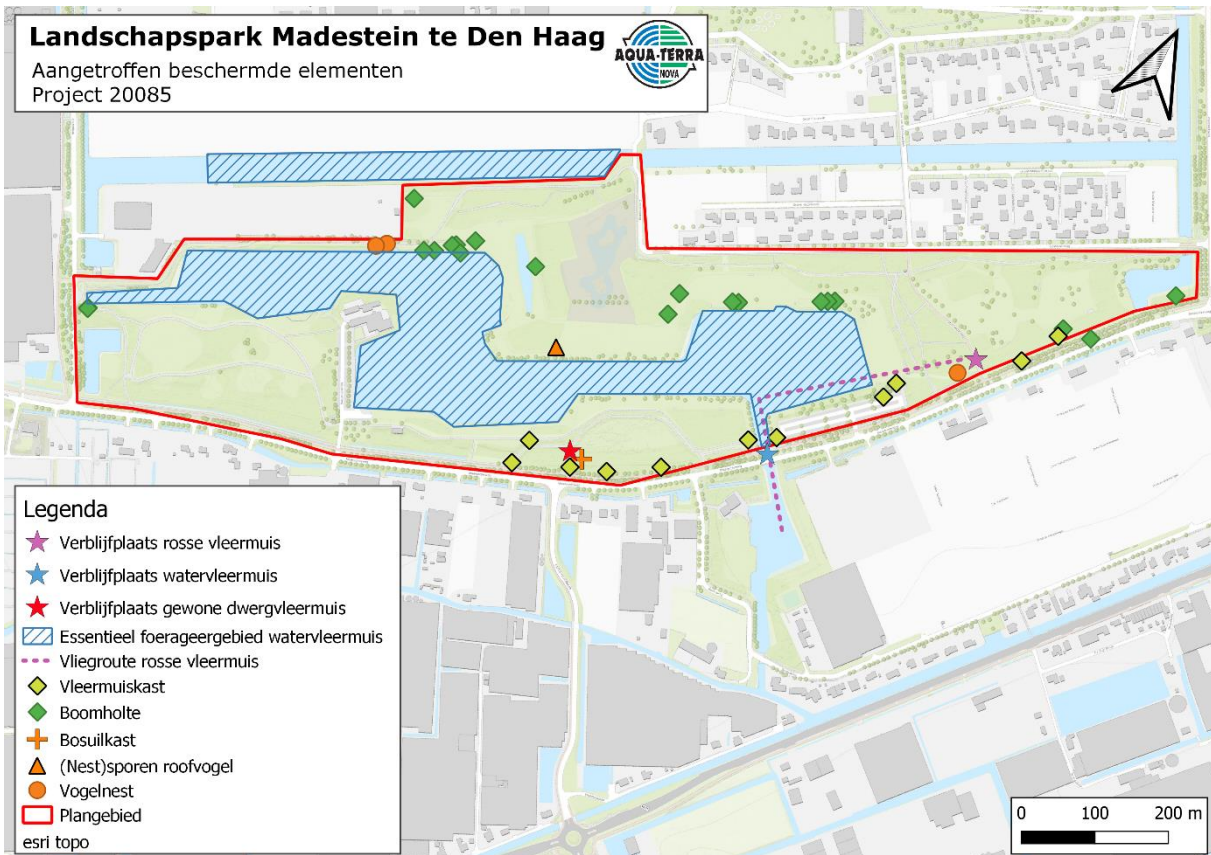 Landschapspark Madestein te Den Haag
Aangetroffen beschermde elementen
Project 20085
AQUA-TERRA
NOVA
Legenda
Verblijfplaats rosse vleermuis
Verblijfplaats watervleermuis
Verblijfplaats gewone dwergvleermuis
Essentieel foerageergebied watervleermuis
Vliegroute rosse vleermuis
Vleermuiskast
Boomholte
Bosuilkast
(Nest)sporen roofvogel
Vogelnest
Plangebied
esri topo
0 100 200 m